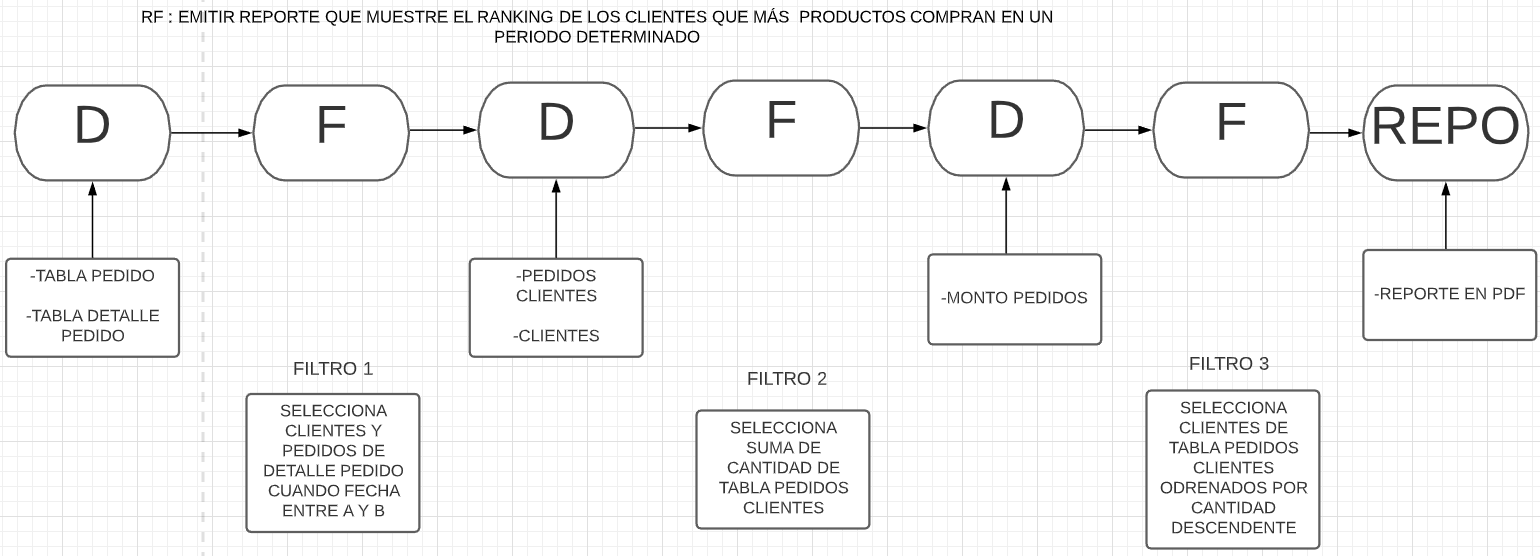 RF : EMITIR REPORTE QUE MUESTRE EL RANKING DE LOS CLIENTES QUE MÁS PRODUCTOS COMPRAN EN UN
PERIODO DETERMINADO
D
F
D
F
D
F
REPO
-TABLA PEDIDO
-TABLA DETALLE
PEDIDO
-PEDIDOS
CLIENTES
-CLIENTES
-MONTO PEDIDOS
-REPORTE EN PDF
FILTRO 1
SELECCIONA
CLIENTES Y
PEDIDOS DE
DETALLE PEDIDO
CUANDO FECHA
ENTRE A Y B
FILTRO 2
SELECCIONA
SUMA DE
CANTIDAD DE
TABLA PEDIDOS
CLIENTES
FILTRO 3
SELECCIONA
CLIENTES DE
TABLA PEDIDOS
CLIENTES
ODRENADOS POR
CANTIDAD
DESCENDENTE